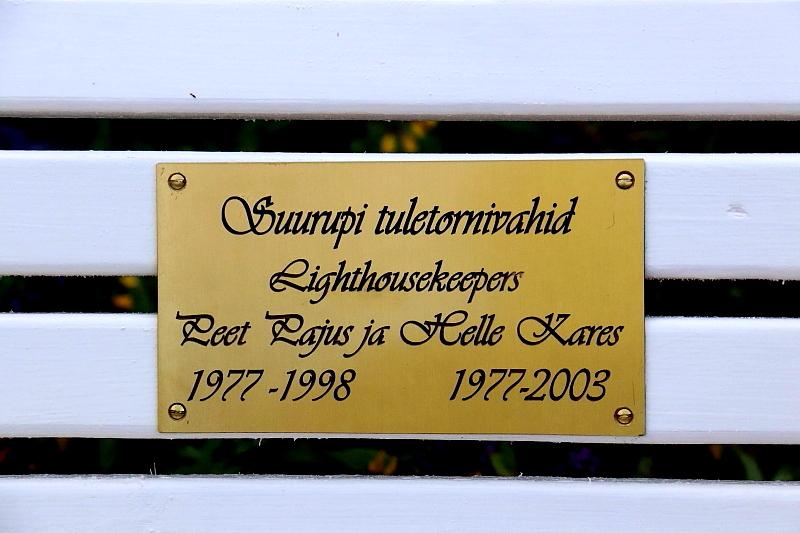 Suurupi tuletornivahid
Lighthousekeepers
Peet Pajus ja Helle Kares
1977-1998 1977-2003